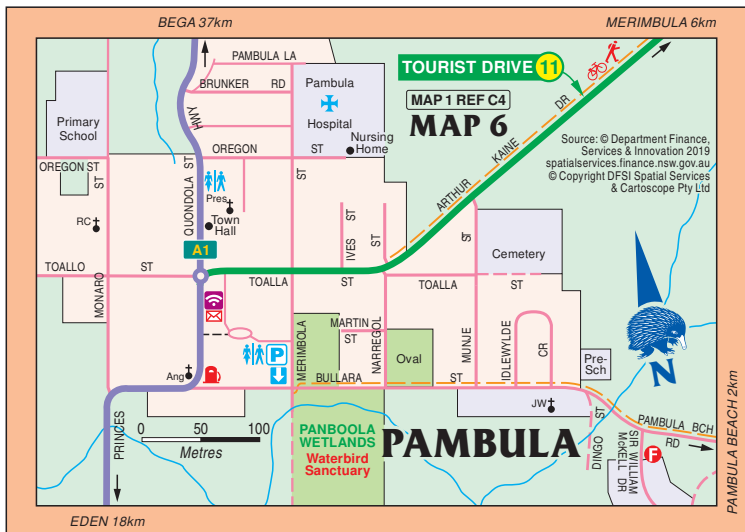 BEGA 37km
MERIMBULA 6km
PAMBULA LA
BRUNKER RD
HWY
Primary
School
Pambula
Hospital
Nursing
Home
TOURIST DRIVE 11
MAP 1 REF C4
MAP 6
DR
KAINE
ARTHUR
Source: © Department Finance,
Services & Innovation 2019
spatialservices.finance.nsw.gov.au
© Copyright DFSI Spatial Services
& Cartoscope Pty Ltd
OREGON ST
OREGON ST
ST
QUONDOLA ST
ST
Pres
Town
Hall
RC
A1
IVES ST
ST
ST
Cemetery
TOALLO ST
TOALLA ST
TOALLA ST
MONARO
MERIMBOLA
MARTIN
ST
NARREGOL
Oval
MUNJE
IDLEWYLDE
CR
Pre-
Sch
N
P
Ang
BULLARA ST
JW
PRINCES
0 50 100
Metres
PANBOOLA
WETLANDS
Waterbird
Sanctuary
PAMBULA
DINGO ST
PAMBULA BCH
RD
SIR WILLIAM
McKELL DR
F
PAMBULA BEACH 2km
EDEN 18km